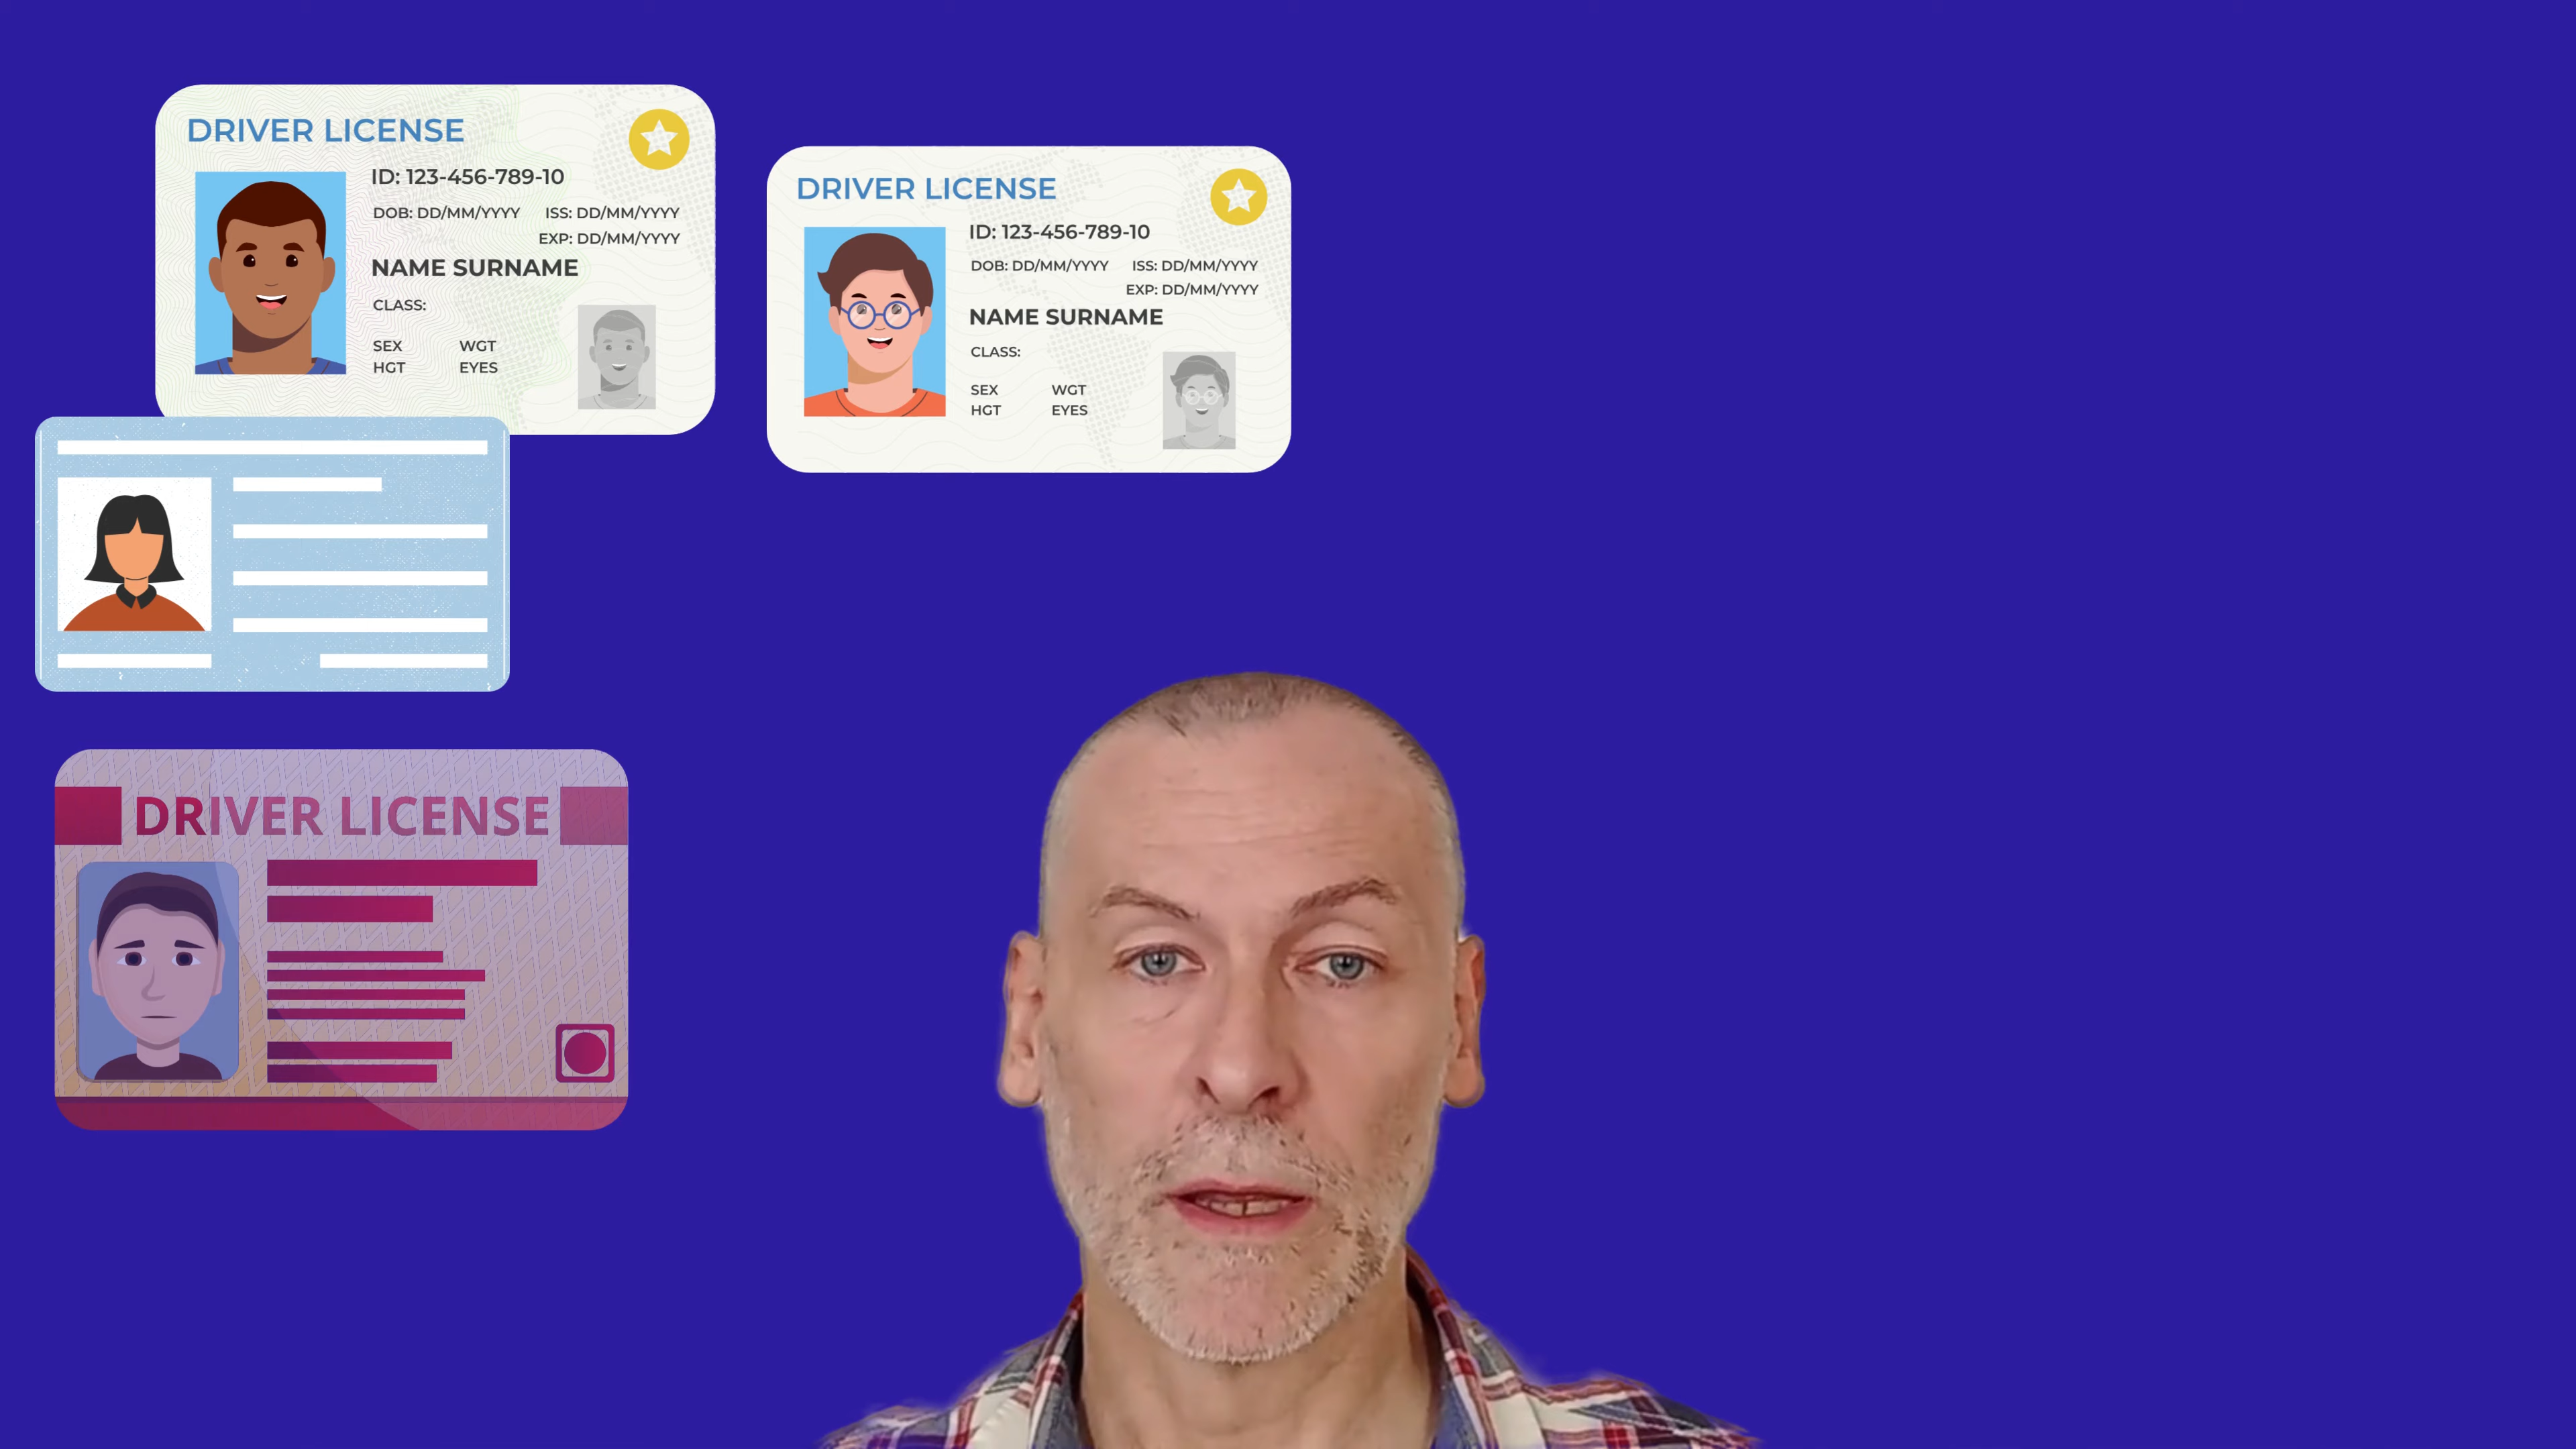 DRIVER LICENSE
ID: 123-456-789-10
DOB: DD/MM/YYYY ISS: DD/MM/YYYY
EXP: DD/MM/YYYY
NAME SURNAME
CLASS:
SEX WGT
HGT EYES
DRIVER LICENSE
ID: 123-456-789-10
DOB: DD/MM/YYYY ISS: DD/MM/YYYY
EXP: DD/MM/YYYY
NAME SURNAME
CLASS:
SEX WGT
HGT EYES
DRIVER LICENSE